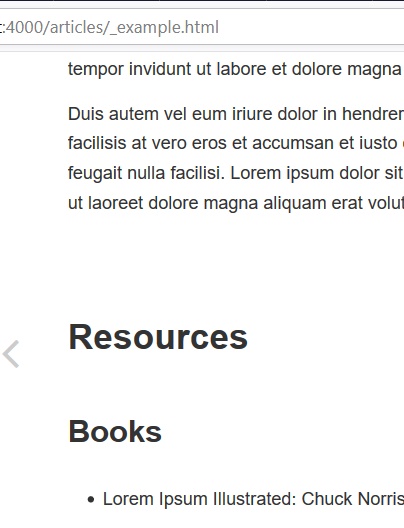 :4000/articles/_example.html
tempor invidunt ut labore et dolore magna
Duis autem vel eum iriure dolor in hendrer
facilisis at vero eros et accumsan et iusto
feugait nulla facilisi. Lorem ipsum dolor sit
ut laoreet dolore magna aliquam erat volut
Resources
Books
• Lorem Ipsum Illustrated: Chuck Norris